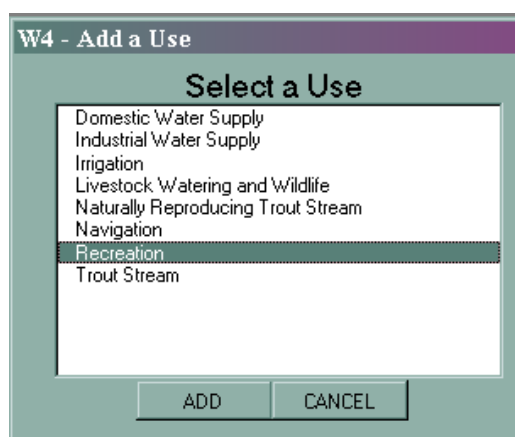 W4 - Add a Use
Select a Use
Domestic Water Supply
Industrial Water Supply
Irrigation
Livestock Watering and Wildlife
Naturally Reproducing Trout Stream
Navigation
Recreation
Trout Stream
ADD CANCEL